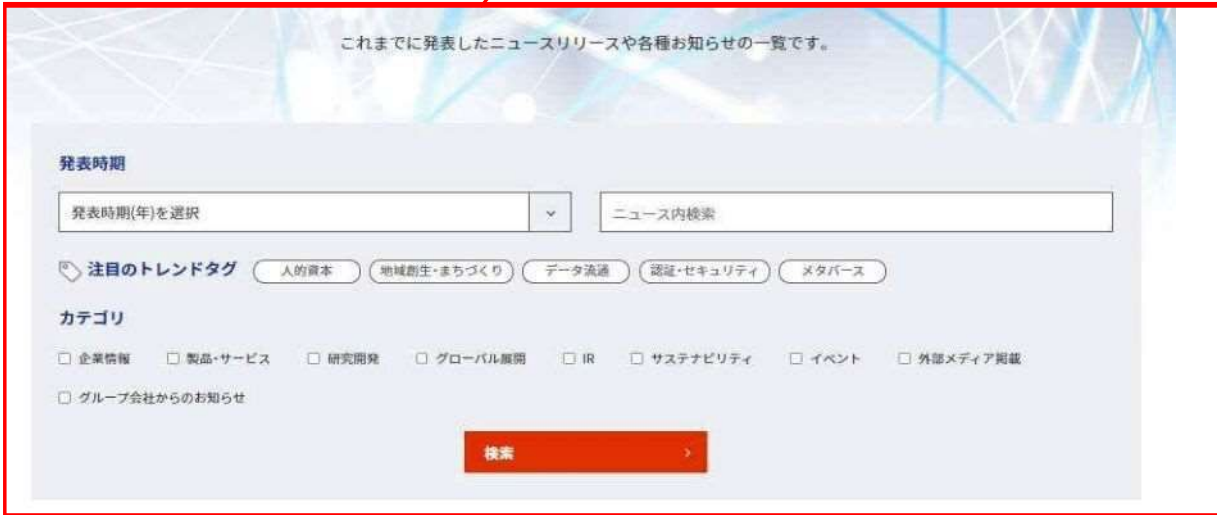 これまでに発表したニュースリリースや各種お知らせの一覧です。
発表時期
発表時期(年)を選択 ニュース内検索
注目のトレンドタグ 人的資本 地域創生・まちづくり データ流通 認証・セキュリティ メタバース
カテゴリ
企業情報 製品・サービス 研究開発 グローバル展開 IR サステナビリティ イベント 外部メディア掲載
グループ会社からのお知らせ
検索